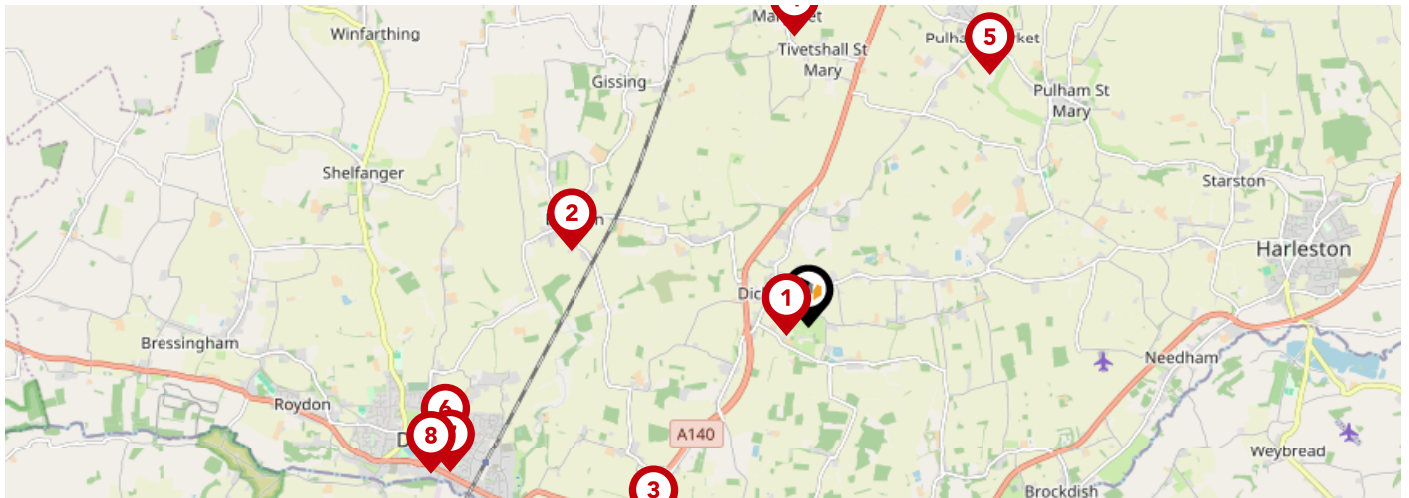 Winfarthing
Tivetshall St
Mary
5
Gissing
Pulham St
Mary
Shelfanger
Starston
2
Harleston
1
Bressingham
Needham
Roydon
6
8
A140
Weybread
3
Brockdish